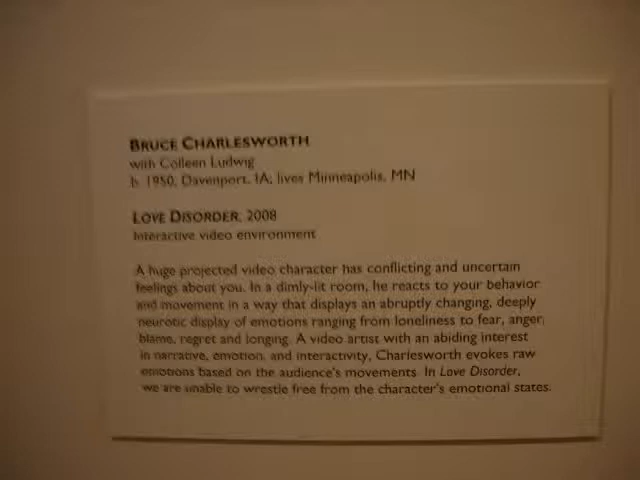 BRUCE CHARLESWORTH
with Colleen Ludwig
b. 1950, Davenport, IA; lives Minneapolis, MN
LOVE DISORDER, 2008
Interactive video environment
A huge projected video character has conflicting and uncertain
feelings about you. In a dimly-lit room, he reacts to your behavior
and movement in a way that displays an abruptly changing, deeply
neurotic display of emotions ranging from loneliness to fear, anger,
blame, regret and longing. A video artist with an abiding interest
in narrative, emotion, and interactivity, Charlesworth evokes raw
emotions based on the audience's movements. In Love Disorder,
we are unable to wrestle free from the character's emotional states.